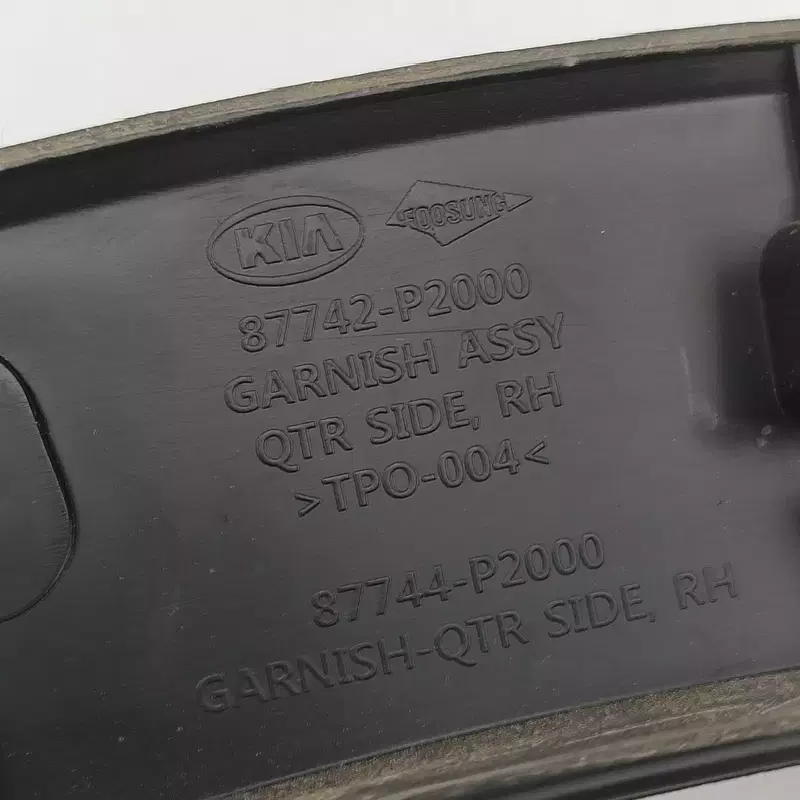 KIA FOOSUNG
87742-P2000
GARNISH ASSY
QTR SIDE, RH
>TPO-004<
87744-P2000
GARNISH-QTR SIDE, RH